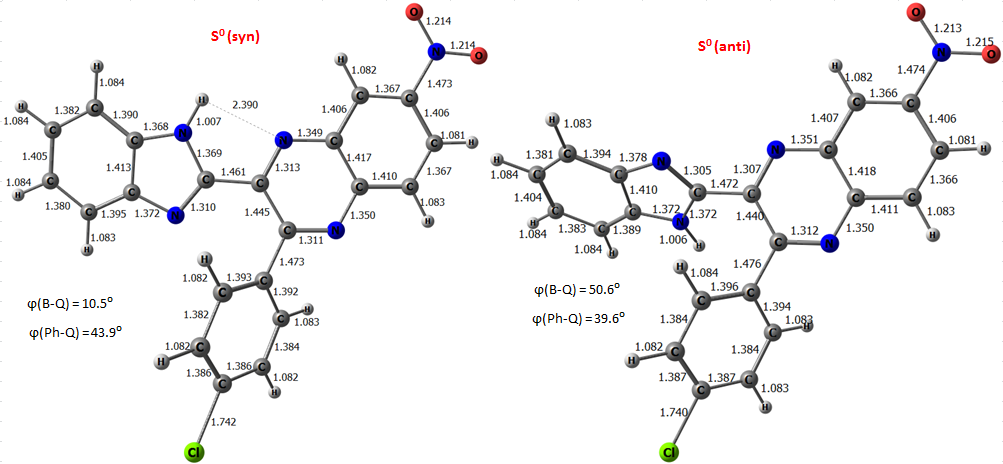 S⁰ (syn)
O
1.214
N
1.214
O
H
1.082
C
1.367
C
1.473
H
1.084
H
2.390
1.406
1.406
H
1.084
C
1.382
C
1.390
1.368
N
1.007
N
1.349
C
C
1.081
H
C
1.405
1.413
C
1.369
1.313
1.417
1.367
C
1.461
C
C
1.410
C
H
1.084
C
1.380
C
1.395
C
1.372
N
1.310
1.445
1.350
1.083
H
1.083
H
C
1.311
N
1.473
H
1.082
C
1.393
C
1.392
φ(B-Q) = 10.5⁰
C
1.083
H
φ(Ph-Q) = 43.9⁰
1.382
1.384
H
1.082
C
1.386
C
1.386
C
1.082
H
1.742
Cl
S⁰ (anti)
O
1.213
N
1.215
O
H
1.082
C
1.366
C
1.474
1.407
1.406
H
1.083
H
1.084
C
1.381
C
1.394
C
1.378
N
1.305
N
1.351
C
C
1.081
H
1.404
1.410
C
1.472
C
1.307
1.418
1.366
H
1.084
C
1.383
C
1.389
C
1.372
N
1.372
1.440
C
1.411
C
1.083
H
1.084
H
1.006
H
C
1.312
N
1.350
1.476
H
1.084
C
1.396
C
1.394
φ(B-Q) = 50.6⁰
C
1.083
H
φ(Ph-Q) = 39.6⁰
1.384
1.384
H
1.082
C
1.387
C
1.387
C
1.083
H
1.740
Cl